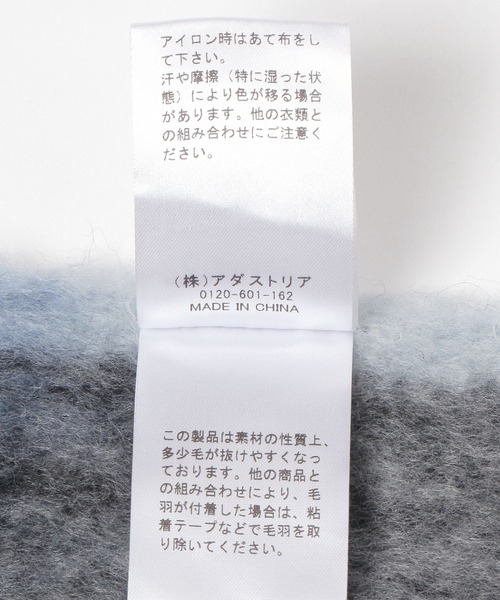 アイロン時はあて布をし
て下さい。
汗や摩擦（特に湿った状
態）により色が移る場合
があります。他の衣類と
の組み合わせにご注意く
ださい。
（株）アダストリア
0120-601-162
MADE IN CHINA
この製品は素材の性質上、
多少毛が抜けやすくなっ
ております。他の商品と
の組み合わせにより、毛
羽が付着した場合は、粘
着テープなどで毛羽を取
り除いてください。